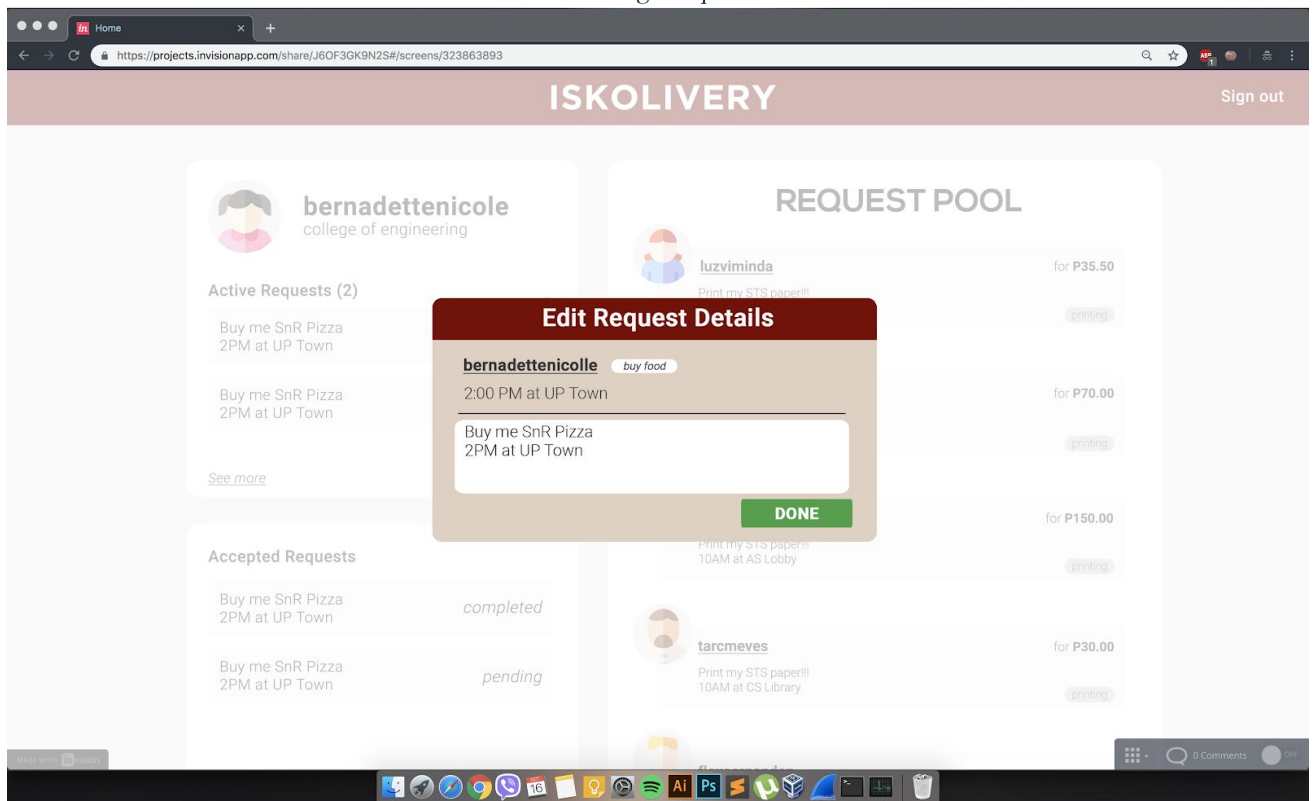 Home
https://projects.invisionapp.com/share/J6OF3GK9N2S#/screens/323863893
ISKOLIVERY
Sign out
bernadettenicole
college of engineering
Active Requests (2)
Buy me SnR Pizza
2PM at UP Town
Buy me SnR Pizza
2PM at UP Town
See more
Accepted Requests
Buy me SnR Pizza
2PM at UP Town
completed
Buy me SnR Pizza
2PM at UP Town
pending
REQUEST POOL
luzviminda
for P35.50
Print my STS paper!!!
printing
for P70.00
printing
for P150.00
Print my STS paper!!!
10AM at AS Lobby
printing
tarcmeves
for P30.00
Print my STS paper!!!
10AM at CS Library
printing
Edit Request Details
bernadettenicolle buy food
2:00 PM at UP Town
Buy me SnR Pizza
2PM at UP Town
DONE
MADE WITH invision
0 Comments
OFF
16
Ai
Ps